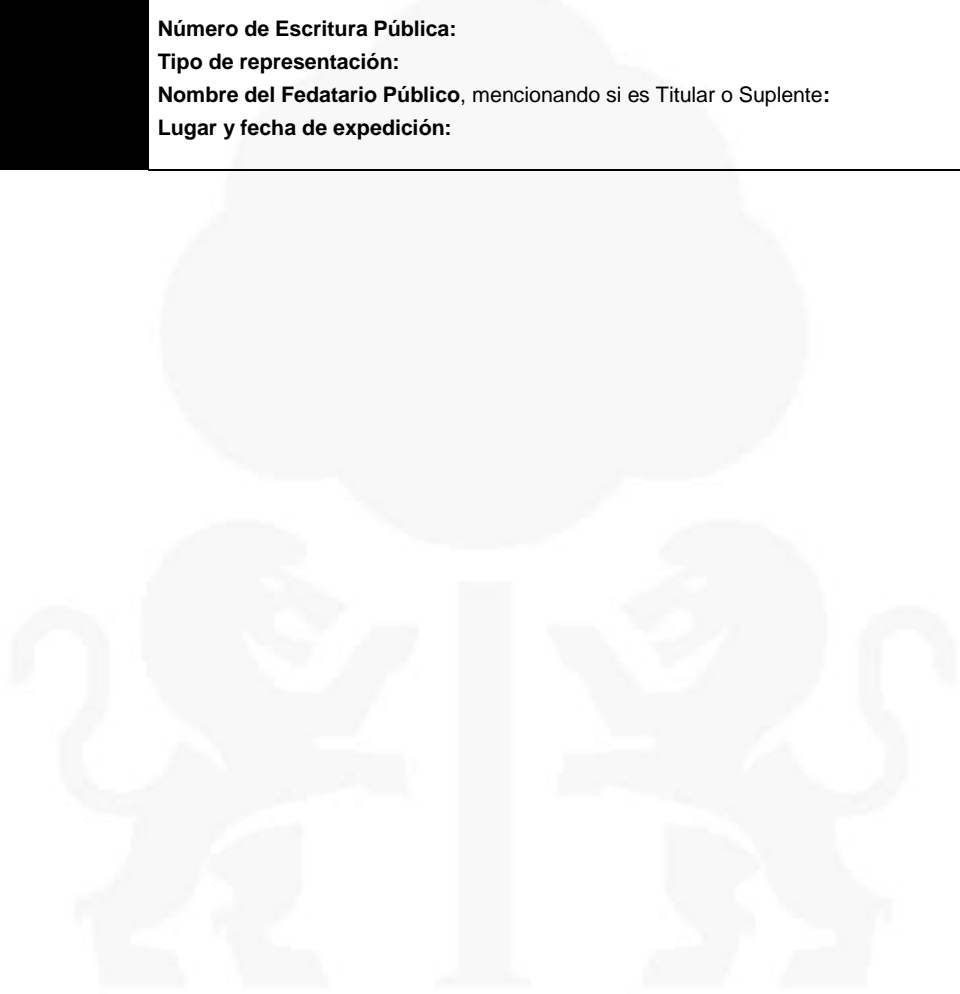 Número de Escritura Pública:
Tipo de representación:
Nombre del Fedatario Público, mencionando si es Titular o Suplente:
Lugar y fecha de expedición: